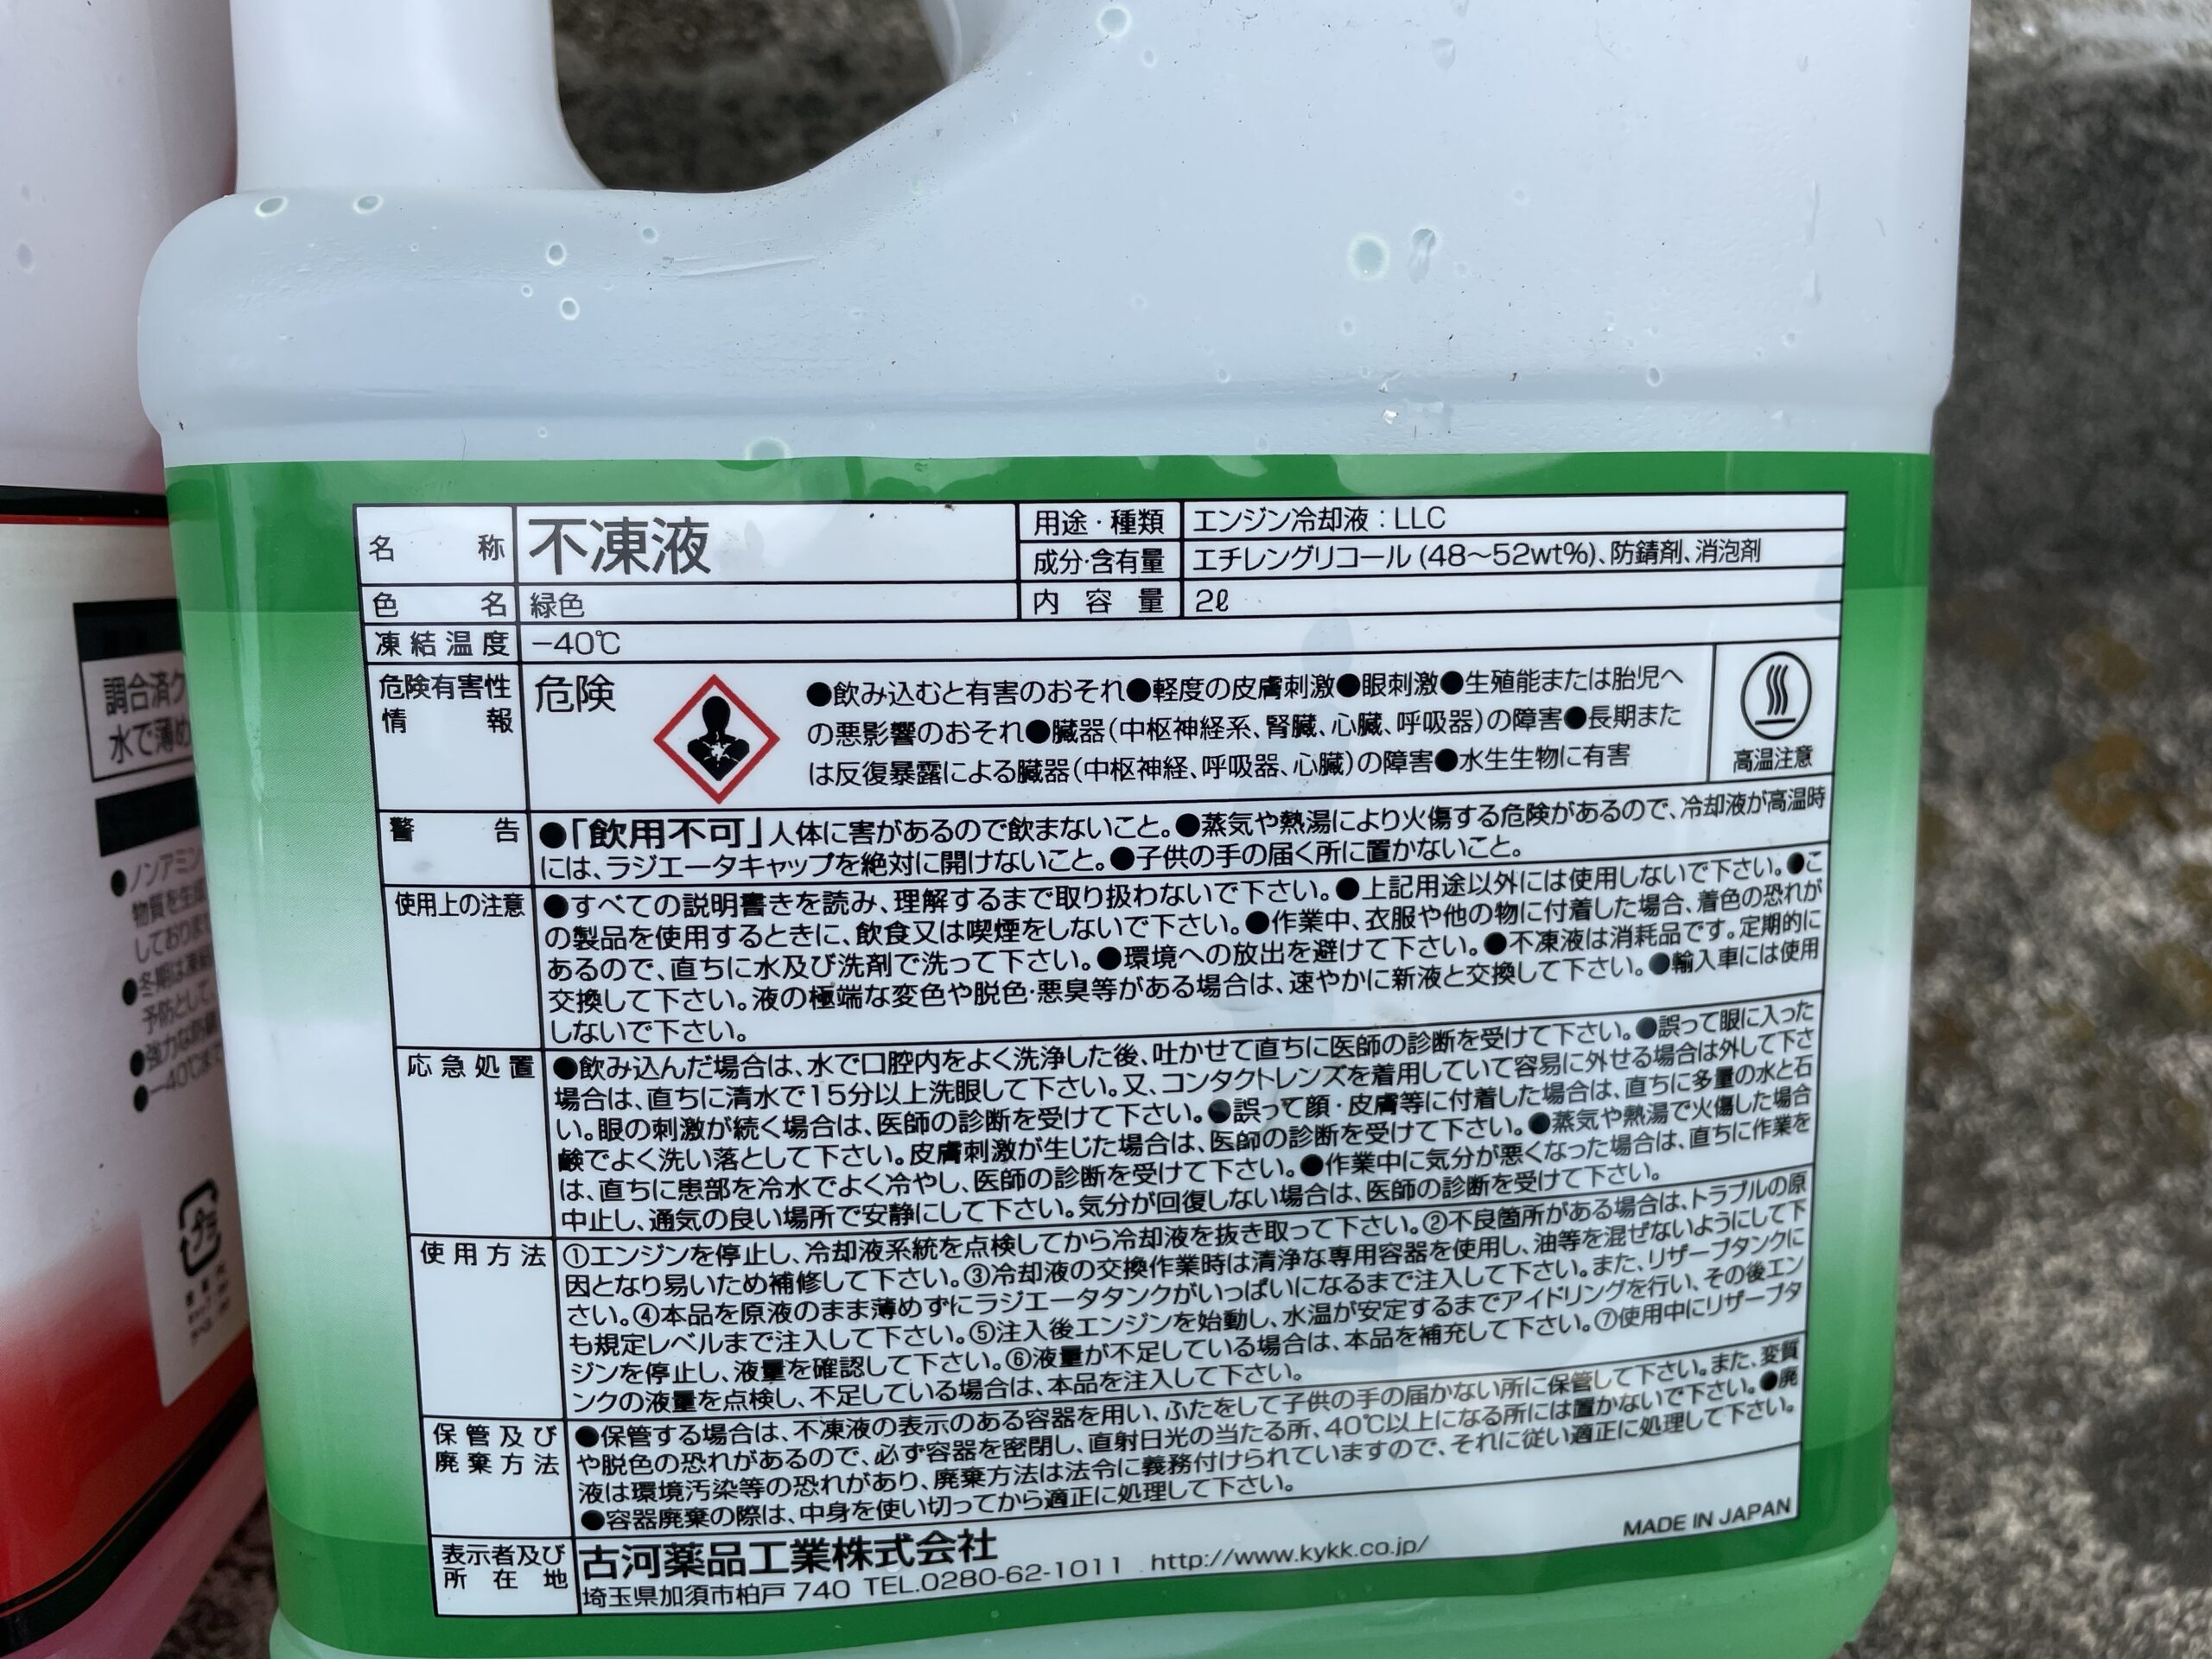 調合済ク
水で薄め
●ノンアミン
物質を生成
しておりま
●冬期は凍結
予防として、
●強力な防錆
●−40℃まで
プラ
名称 不凍液
用途・種類 エンジン冷却液：LLC
成分・含有量 エチレングリコール (48～52wt%)、防錆剤、消泡剤
色名 緑色
内容量 2ℓ
凍結温度 −40℃
危険有害性
情報
危険
●飲み込むと有害のおそれ●軽度の皮膚刺激●眼刺激●生殖能または胎児へ
の悪影響のおそれ●臓器(中枢神経系、腎臓、心臓、呼吸器)の障害●長期また
は反復暴露による臓器(中枢神経、呼吸器、心臓)の障害●水生生物に有害
高温注意
警告
●「飲用不可」人体に害があるので飲まないこと。●蒸気や熱湯により火傷する危険があるので、冷却液が高温時
には、ラジエータキャップを絶対に開けないこと。●子供の手の届く所に置かないこと。
使用上の注意
●すべての説明書きを読み、理解するまで取り扱わないで下さい。●上記用途以外には使用しないで下さい。●こ
の製品を使用するときに、飲食又は喫煙をしないで下さい。●作業中、衣服や他の物に付着した場合、着色の恐れが
あるので、直ちに水及び洗剤で洗って下さい。●環境への放出を避けて下さい。●不凍液は消耗品です。定期的に
交換して下さい。液の極端な変色や脱色・悪臭等がある場合は、速やかに新液と交換して下さい。●輸入車には使用
しないで下さい。
応急処置
●飲み込んだ場合は、水で口腔内をよく洗浄した後、吐かせて直ちに医師の診断を受けて下さい。●誤って眼に入った
場合は、直ちに清水で15分以上洗眼して下さい。又、コンタクトレンズを着用していて容易に外せる場合は外して下さ
い。眼の刺激が続く場合は、医師の診断を受けて下さい。●誤って顔・皮膚等に付着した場合は、直ちに多量の水と石
鹸でよく洗い落として下さい。皮膚刺激が生じた場合は、医師の診断を受けて下さい。●蒸気や熱湯で火傷した場合
は、直ちに患部を冷水でよく冷やし、医師の診断を受けて下さい。●作業中に気分が悪くなった場合は、直ちに作業を
中止し、通気の良い場所で安静にして下さい。気分が回復しない場合は、医師の診断を受けて下さい。
使用方法
①エンジンを停止し、冷却液系統を点検してから冷却液を抜き取って下さい。②不良箇所がある場合は、トラブルの原
因となり易いため補修して下さい。③冷却液の交換作業時は清浄な専用容器を使用し、油等を混ぜないようにして下
さい。④本品を原液のまま薄めずにラジエータタンクがいっぱいになるまで注入して下さい。また、リザーブタンクに
も規定レベルまで注入して下さい。⑤注入後エンジンを始動し、水温が安定するまでアイドリングを行い、その後エン
ジンを停止し、液量を確認して下さい。⑥液量が不足している場合は、本品を補充して下さい。⑦使用中にリザーブタ
ンクの液量を点検し、不足している場合は、本品を注入して下さい。
保管及び
廃棄方法
●保管する場合は、不凍液の表示のある容器を用い、ふたをして子供の手の届かない所に保管して下さい。また、変質
や脱色の恐れがあるので、必ず容器を密閉し、直射日光の当たる所、40℃以上になる所には置かないで下さい。●廃
液は環境汚染等の恐れがあり、廃棄方法は法令に義務付けられていますので、それに従い適正に処理して下さい。
●容器廃棄の際は、中身を使い切ってから適正に処理して下さい。
表示者及び
所在地
古河薬品工業株式会社
埼玉県加須市柏戸 740 TEL.0280-62-1011 http://www.kykk.co.jp/
MADE IN JAPAN